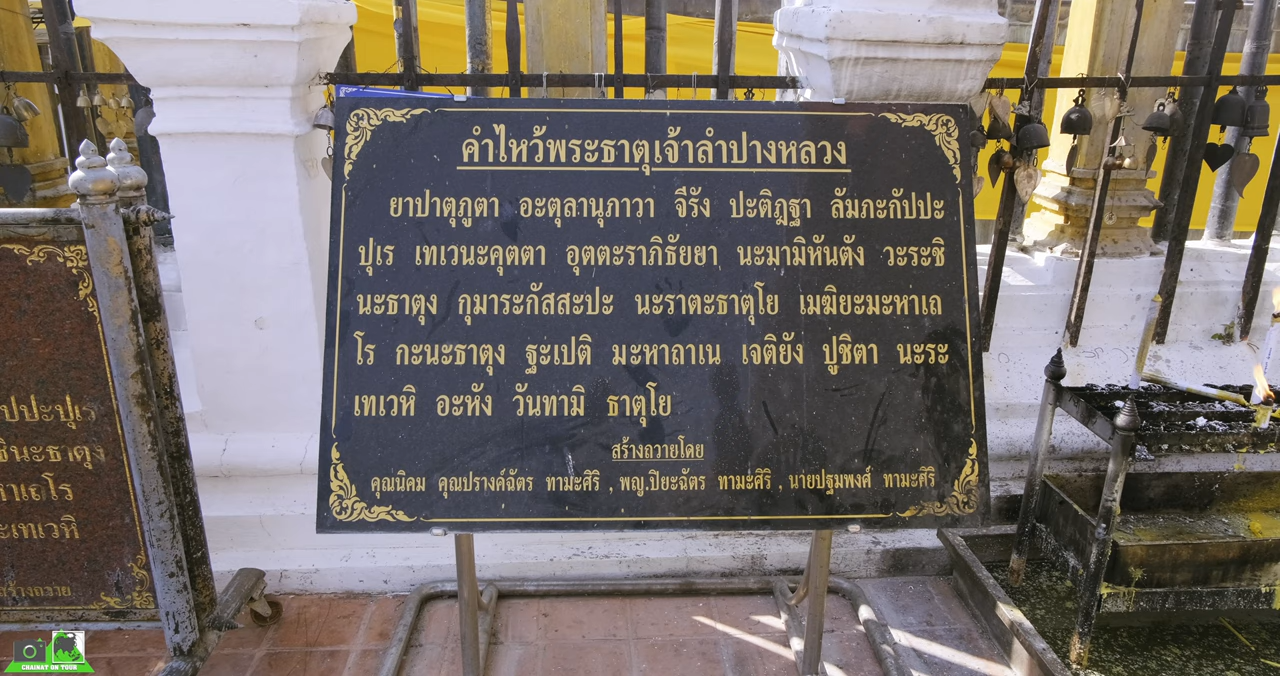 คำไหว้พระธาตุเจ้าลำปางหลวง
ยาปาตุภูตา อะตุลานุภาวา จีรัง ปะติฎฐา ลัมภะกัปปะ
ปุเร เทเวนะคุตตา อุตตะราภิธัยยา นะมามิหันตัง วะระชิ
นะธาตุง กุมาระกัสสะปะ นะราตะธาตุโย เมฆิยะมะหาเถ
โร กะนะธาตุง ฐะเปติ มะหาถาเน เจติยัง ปูชิตา นะระ
เทเวหิ อะหัง วันทามิ ธาตุโย
สร้างถวายโดย
คุณนิคม คุณปรางค์ฉัตร ทามะศิริ , พญ.ปิยะฉัตร ทามะศิริ , นายปฐมพงศ์ ทามะศิริ
ปปะปุเร
ชินะธาตุง
หาเถโร
ะเทเวหิ
สร้างถวาย
CHAINAT ON TOUR